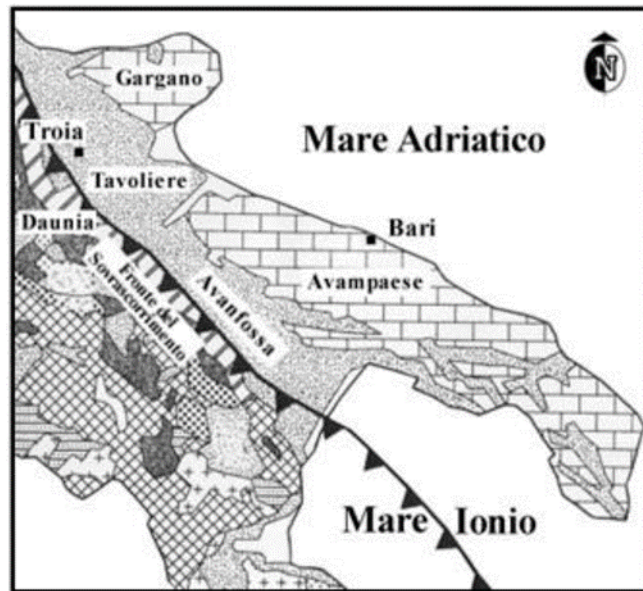 Gargano
N
Mare Adriatico
Troia
Tavoliere
Daunia
Bari
Avampaese
Avanfossa
Fronte del
Sovrascorrimento
Mare Ionio